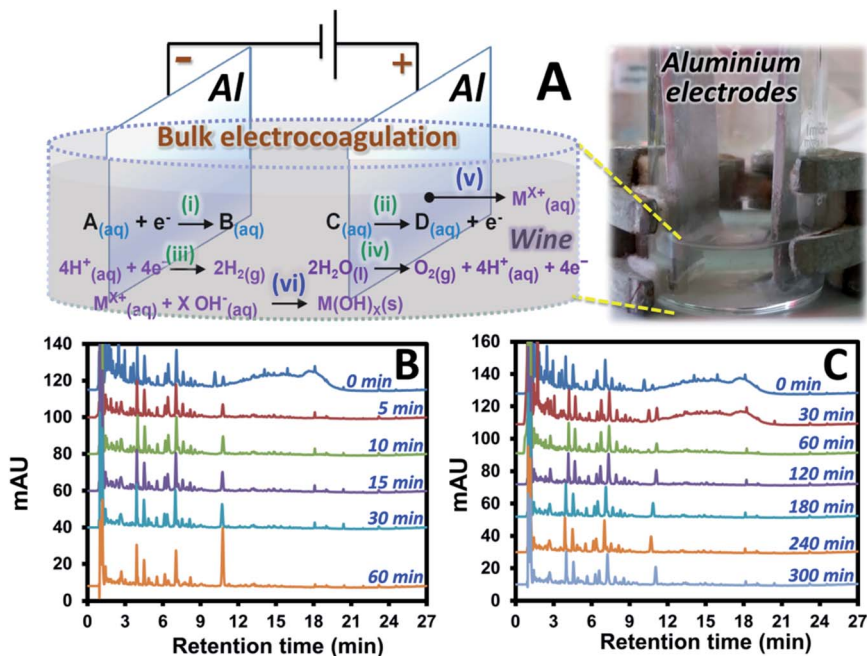 A
-
+
Al
Al
Aluminium
electrodes
Bulk electrocoagulation
(i)
(ii)
(v)
A(aq) + e- → B(aq)
C(aq) → D(aq) + e-
M^X+(aq)
Wine
(iii)
(iv)
4H+(aq) + 4e- → 2H2(g)
2H2O(l) → O2(g) + 4H+(aq) + 4e−
(vi)
M^X+(aq) + X OH-(aq) → M(OH)x(s)
B
mAU
140
120
100
80
60
40
20
0
0 min
5 min
10 min
15 min
30 min
60 min
0 3 6 9 12 15 18 21 24 27
Retention time (min)
C
mAU
160
140
120
100
80
60
40
20
0
0 min
30 min
60 min
120 min
180 min
240 min
300 min
0 3 6 9 12 15 18 21 24 27
Retention time (min)